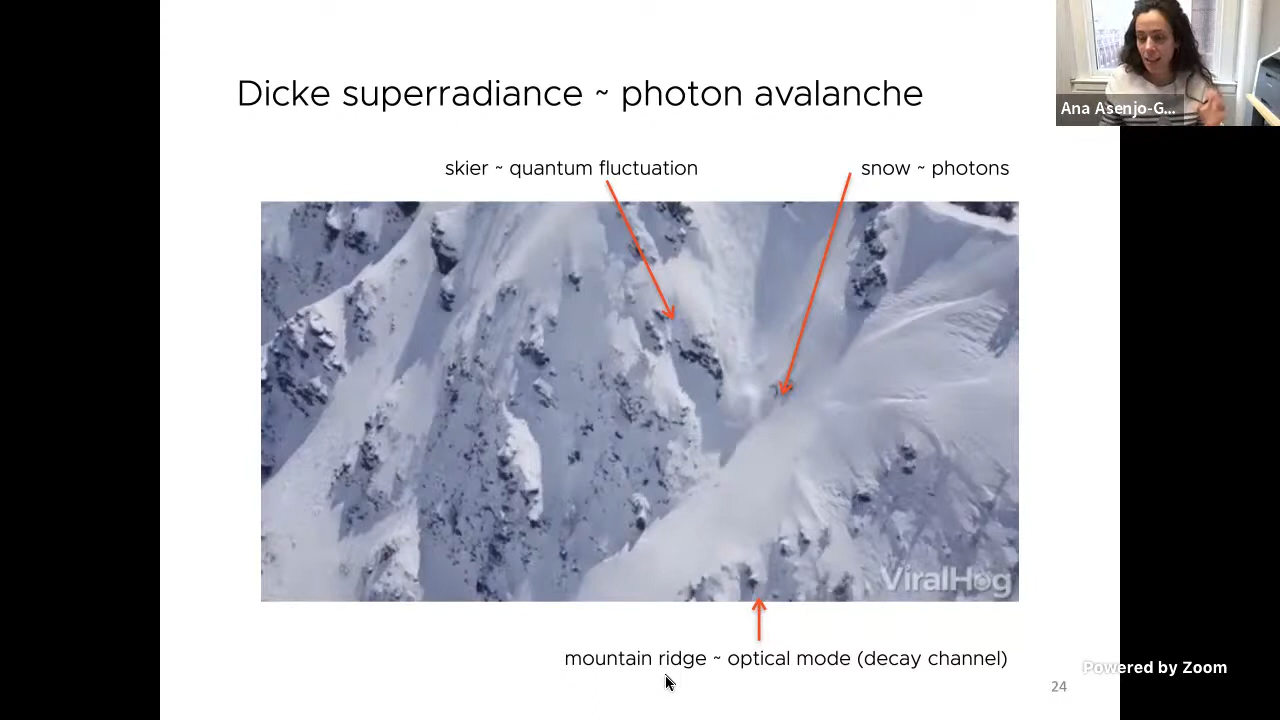 Dicke superradiance ~ photon avalanche
Ana Asenjo-G...
skier ~ quantum fluctuation
snow ~ photons
ViralHog
mountain ridge ~ optical mode (decay channel)
Powered by Zoom
24